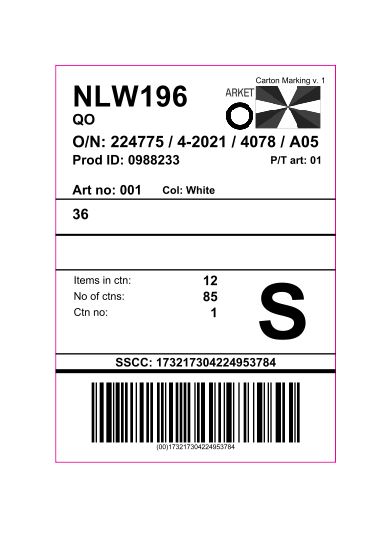 Carton Marking v. 1
NLW196
ARKET
QO
O/N: 224775 / 4-2021 / 4078 / A05
Prod ID: 0988233 P/T art: 01
Art no: 001 Col: White
36
Items in ctn: 12
No of ctns: 85
Ctn no: 1
S
SSCC: 173217304224953784
(00)173217304224953784